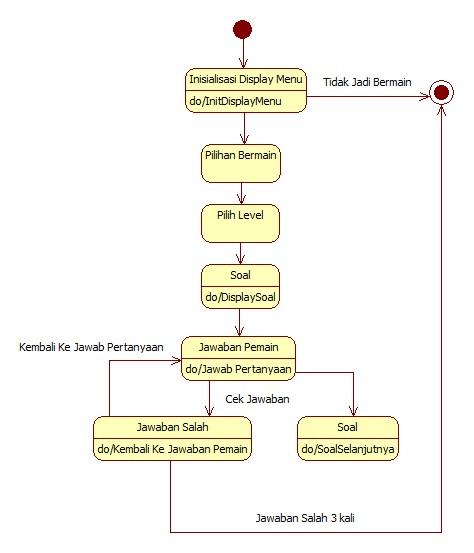 Inisialisasi Display Menu
do/InitDisplayMenu
Tidak Jadi Bermain
Pilihan Bermain
Pilih Level
Soal
do/DisplaySoal
Kembali Ke Jawab Pertanyaan
Jawaban Pemain
do/Jawab Pertanyaan
Cek Jawaban
Jawaban Salah
do/Kembali Ke Jawaban Pemain
Soal
do/SoalSelanjutnya
Jawaban Salah 3 kali